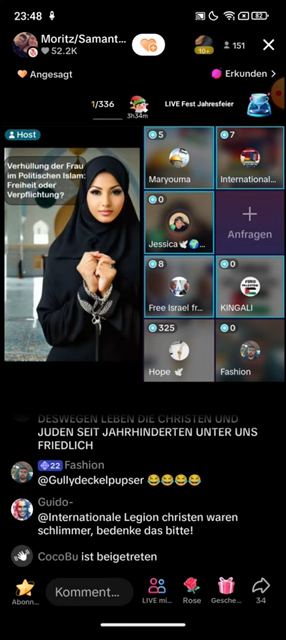 23:48
82
Moritz/Samant...
52.2K
10+
151
Angesagt
Erkunden >
1/336
3h34m
LIVE Fest Jahresfeier
Host
Verhüllung der Frau
im Politischen Islam:
Freiheit oder
Verpflichtung?
5
Maryouma
7
International...
0
Jessica
+
Anfragen
8
Free Israel fr...
0
KINGALI
325
Hope
0
Fashion
DESWEGEN LEBEN DIE CHRISTEN UND
JUDEN SEIT JAHRHINDERTEN UNTER UNS
FRIEDLICH
22 Fashion
@Gullydeckelpupser 😂😂😂😂
Guido-
@Internationale Legion christen waren
schlimmer, bedenke das bitte!
CocoBu ist beigetreten
Abonn...
Komment...
LIVE mi...
Rose
Gesche...
34